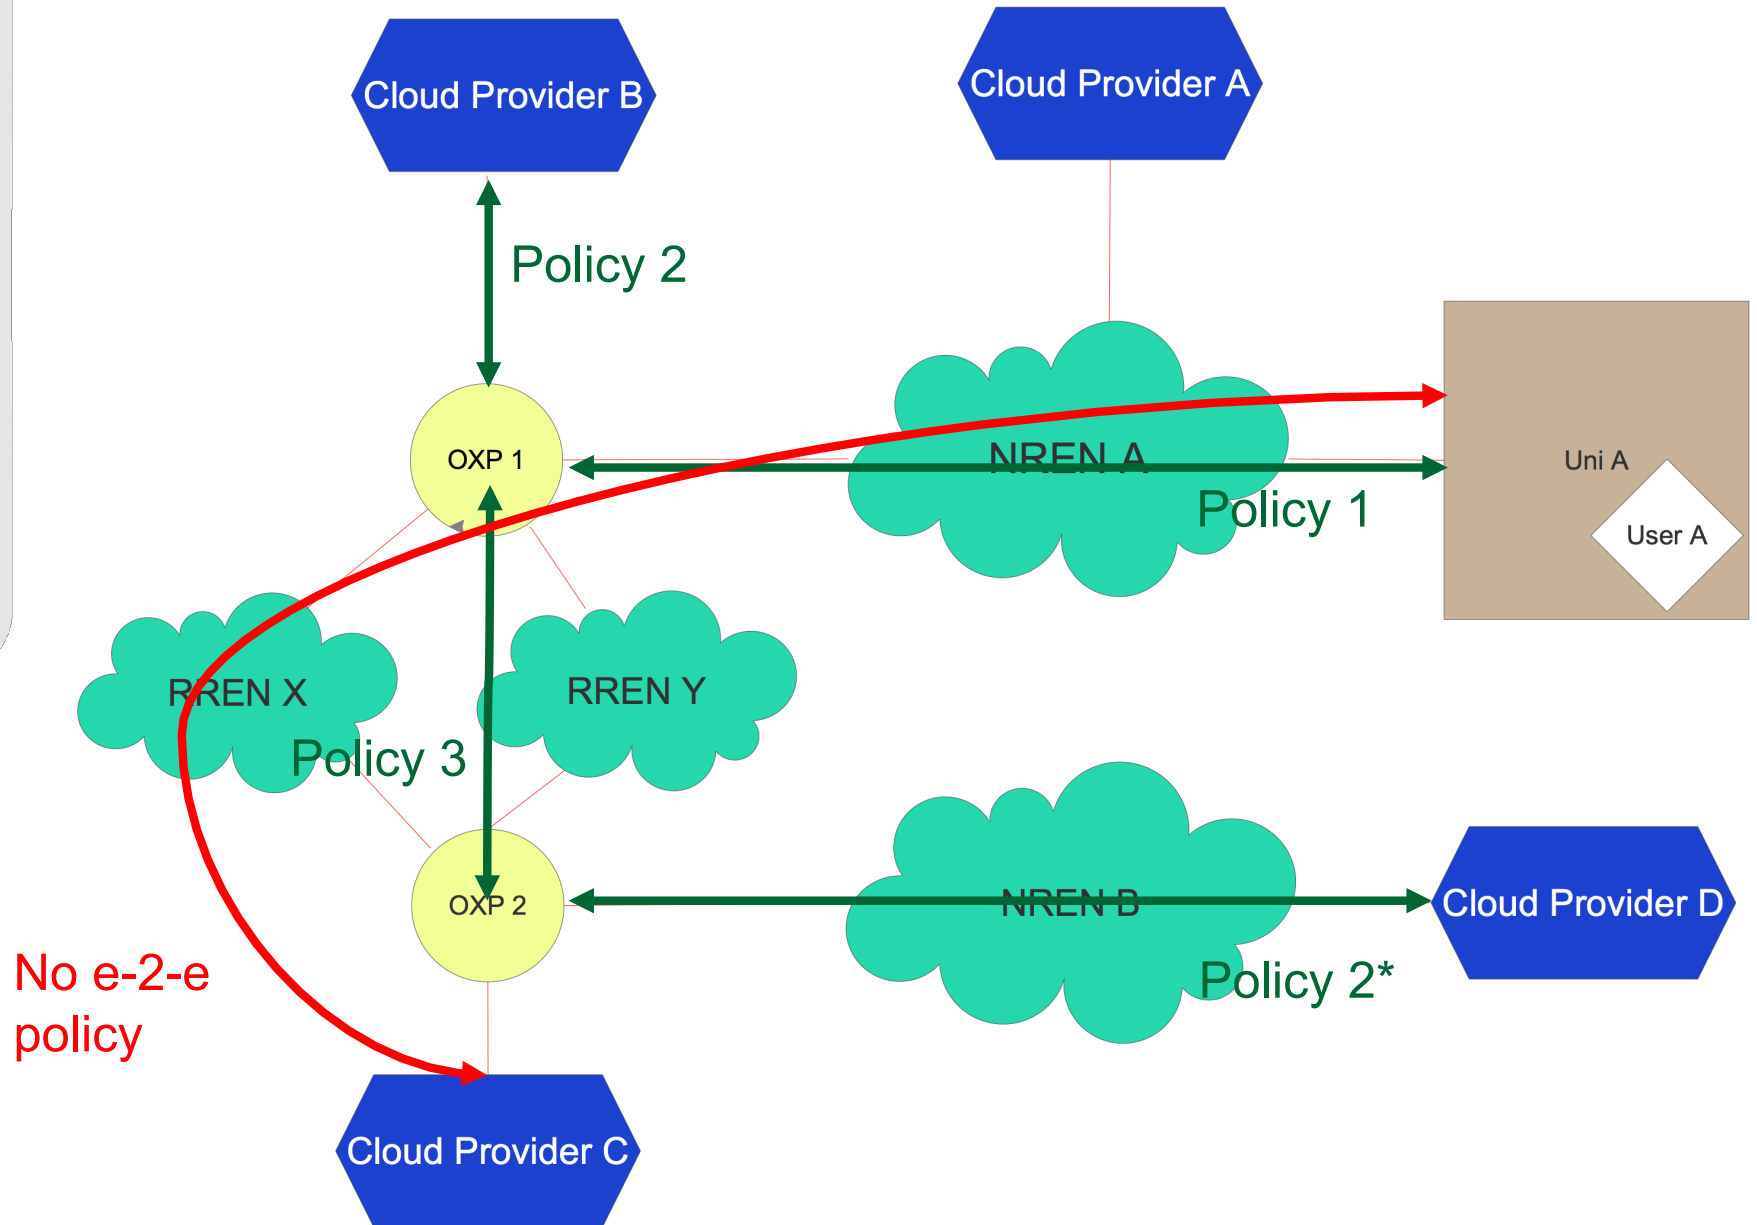 Cloud Provider B
Cloud Provider A
Policy 2
OXP 1
NREN A
Uni A
Policy 1
User A
RREN X
RREN Y
Policy 3
OXP 2
NREN B
Cloud Provider D
No e-2-e
policy
Policy 2*
Cloud Provider C